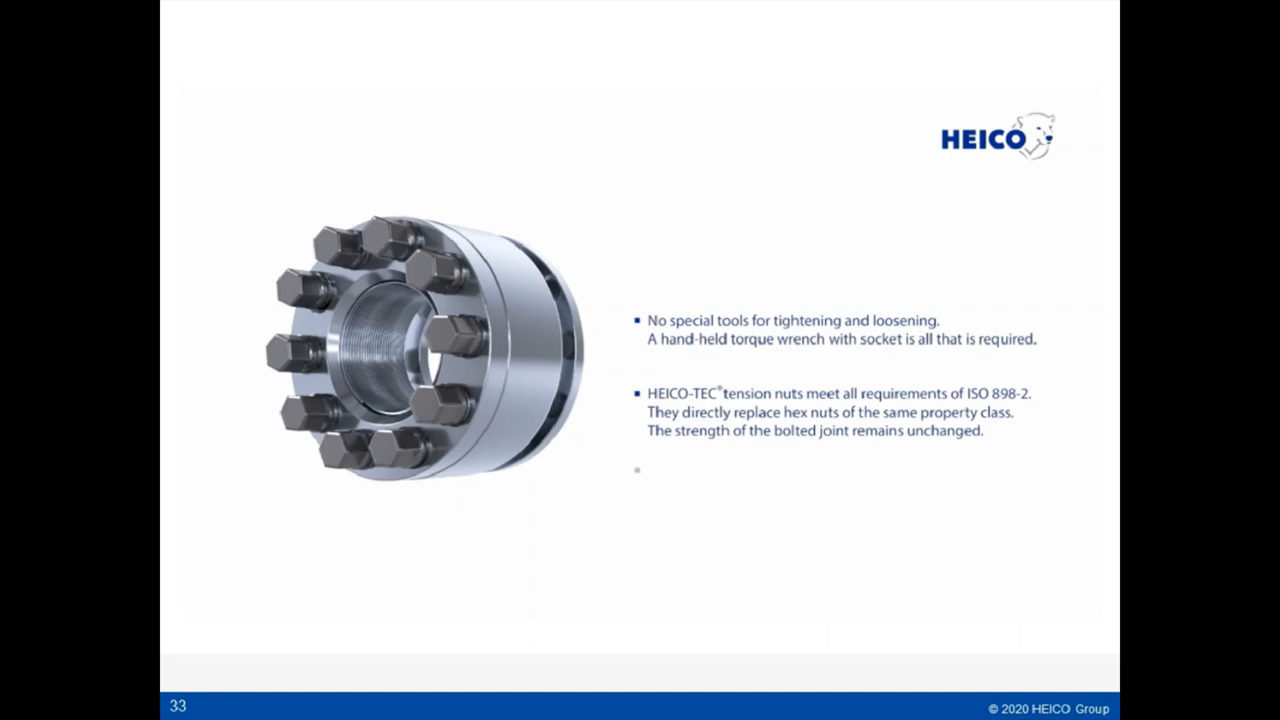 HEICO
▪ No special tools for tightening and loosening.
A hand-held torque wrench with socket is all that is required.
▪ HEICO-TEC® tension nuts meet all requirements of ISO 898-2.
They directly replace hex nuts of the same property class.
The strength of the bolted joint remains unchanged.
33
© 2020 HEICO Group